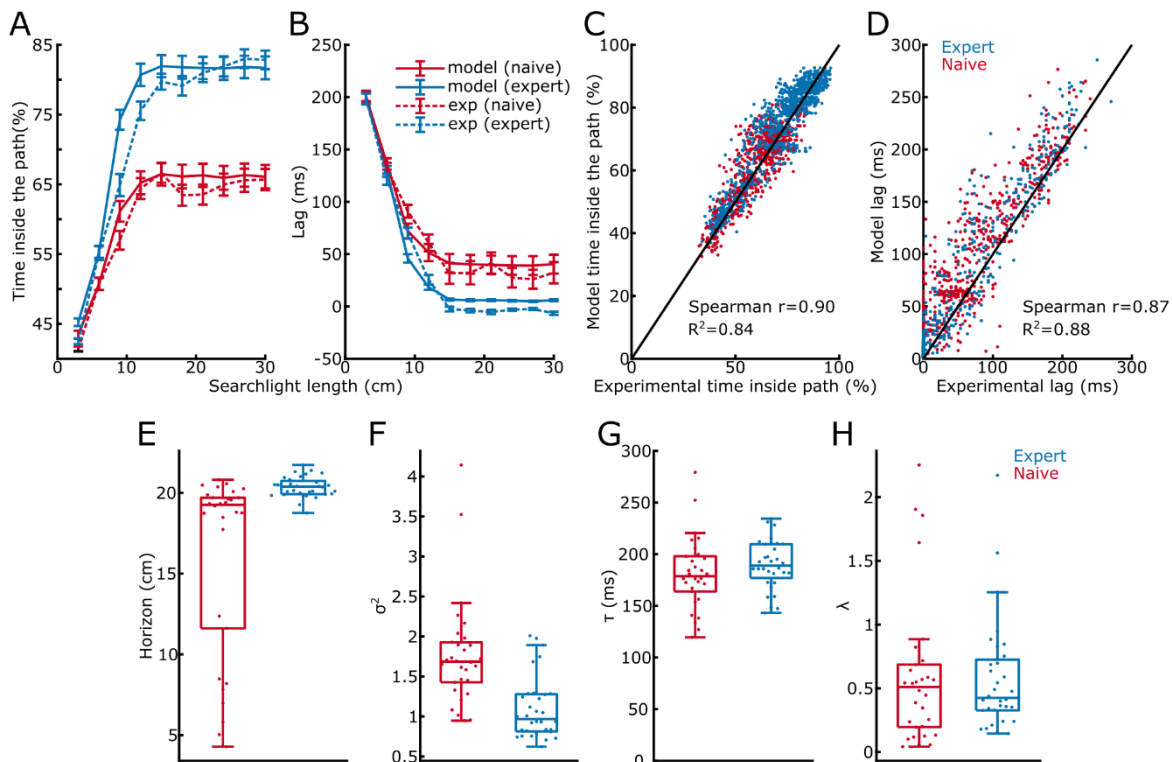 A
Time inside the path(%)
85
75
65
55
45
0
10
20
30
B
Lag (ms)
250
200
150
100
50
0
-50
model (naive)
model (expert)
exp (naive)
exp (expert)
0
10
20
30
Searchlight length (cm)
C
Model time inside the path (%)
100
80
60
40
20
0
Spearman r=0.90
R²=0.84
0
50
100
Experimental time inside path (%)
D
Expert
Naive
Model lag (ms)
300
250
200
150
100
50
0
Spearman r=0.87
R²=0.88
0
100
200
300
Experimental lag (ms)
E
Horizon (cm)
20
15
10
5
F
σ²
4
3.5
3
2.5
2
1.5
1
0.5
G
τ (ms)
300
250
200
150
100
50
0
H
Expert
Naive
λ
2
1.5
1
0.5
0